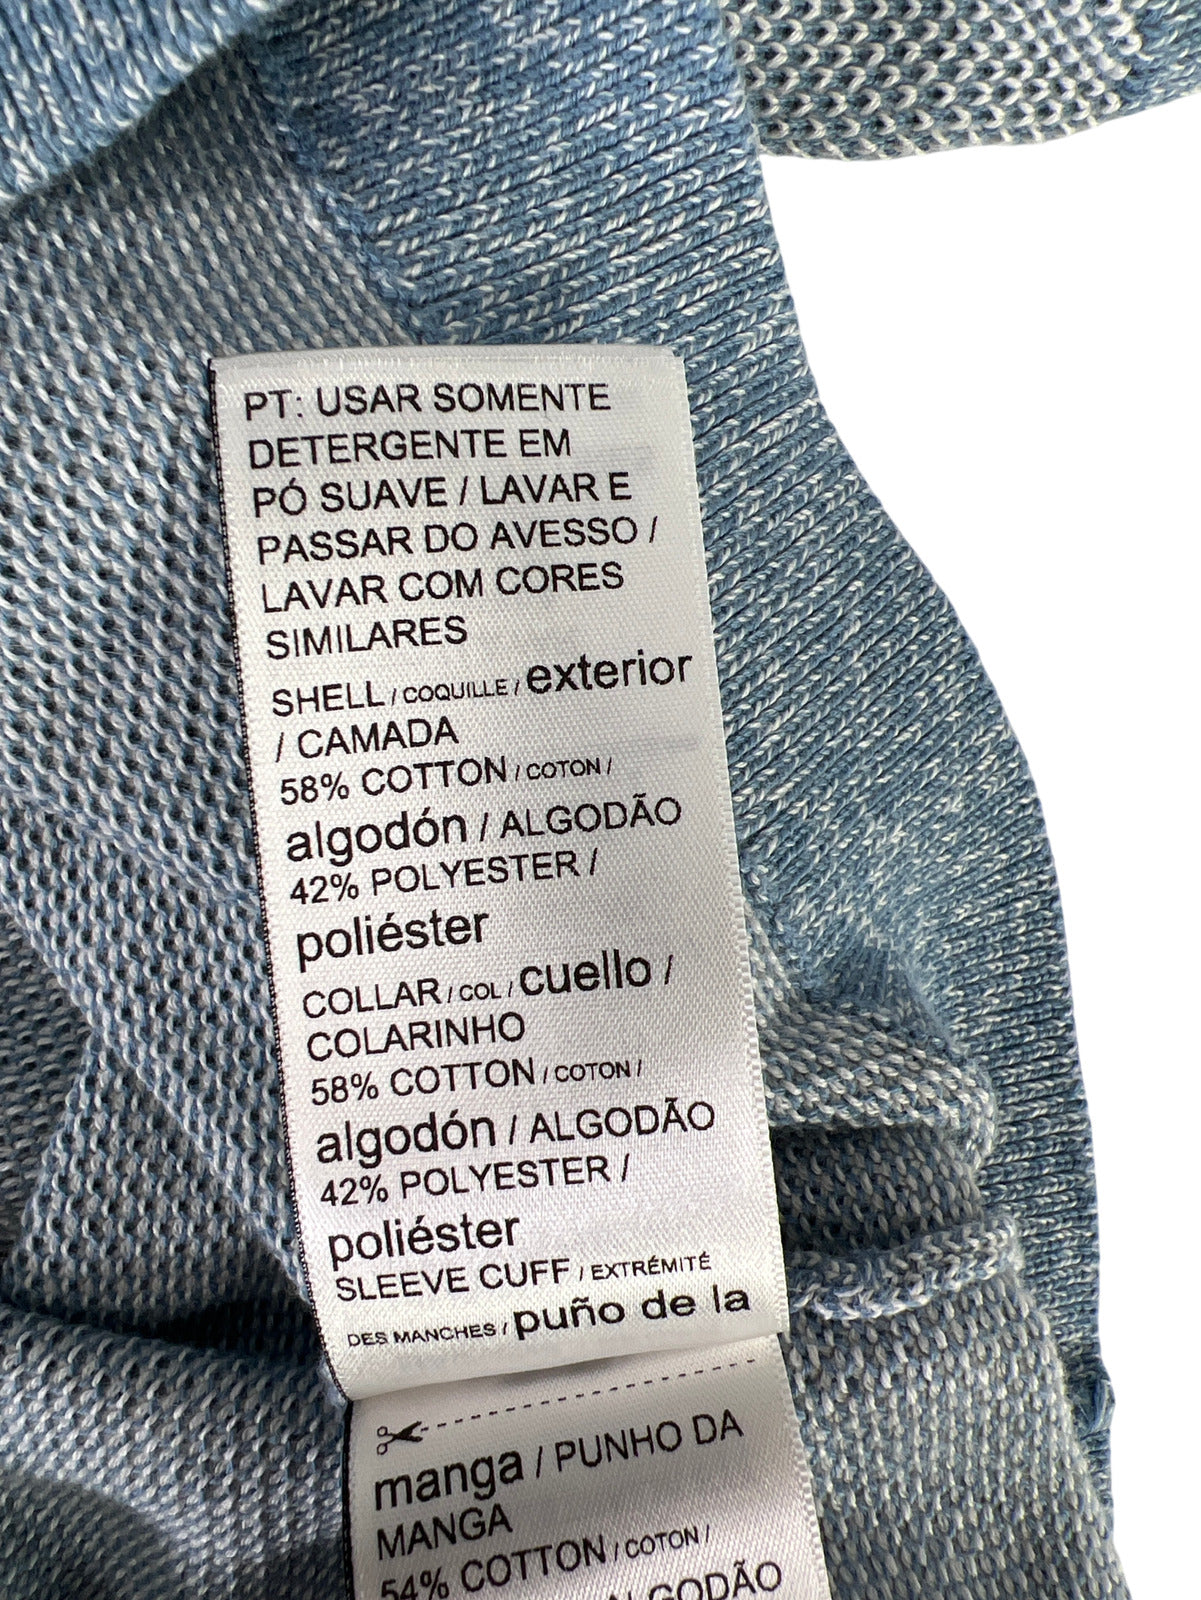 PT: USAR SOMENTE
DETERGENTE EM
PÓ SUAVE / LAVAR E
PASSAR DO AVESSO /
LAVAR COM CORES
SIMILARES
SHELL / COQUILLE / exterior
/ CAMADA
58% COTTON / COTON /
algodón / ALGODÃO
42% POLYESTER /
poliéster
COLLAR / COL / cuello /
COLARINHO
58% COTTON / COTON /
algodón / ALGODÃO
42% POLYESTER /
poliéster
SLEEVE CUFF / EXTRÉMITÉ
DES MANCHES / puño de la
manga / PUNHO DA
MANGA
54% COTTON / COTON /
ALGODÃO